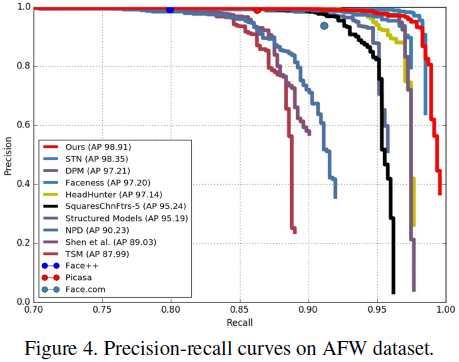 1.0
0.8
0.6
0.4
0.2
0.0
Precision
Ours (AP 98.91)
STN (AP 98.35)
DPM (AP 97.21)
Faceness (AP 97.20)
HeadHunter (AP 97.14)
SquaresChnFtrs-5 (AP 95.24)
Structured Models (AP 95.19)
NPD (AP 90.23)
Shen et al. (AP 89.03)
TSM (AP 87.99)
Face++
Picasa
Face.com
0.70 0.75 0.80 0.85 0.90 0.95 1.00
Recall
Figure 4. Precision-recall curves on AFW dataset.